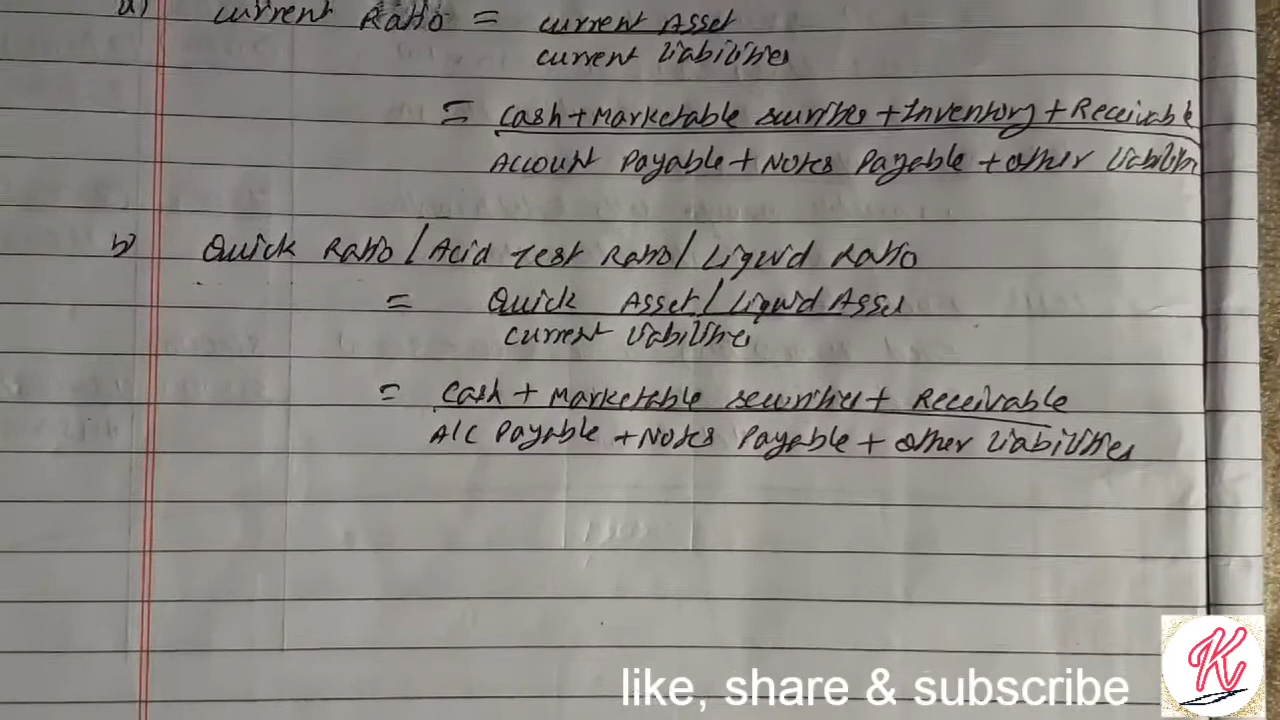 a) Current Ratio = Current Asset
Current Liabilities
= Cash + Marketable Securities + Inventory + Receivable
Account Payable + Notes Payable + other Liabilities
b) Quick Ratio / Acid Test Ratio / Liquid Ratio
= Quick Asset / Liquid Asset
Current Liabilities
= Cash + Marketable Securities + Receivable
A/C Payable + Notes Payable + other Liabilities
K
like, share & subscribe